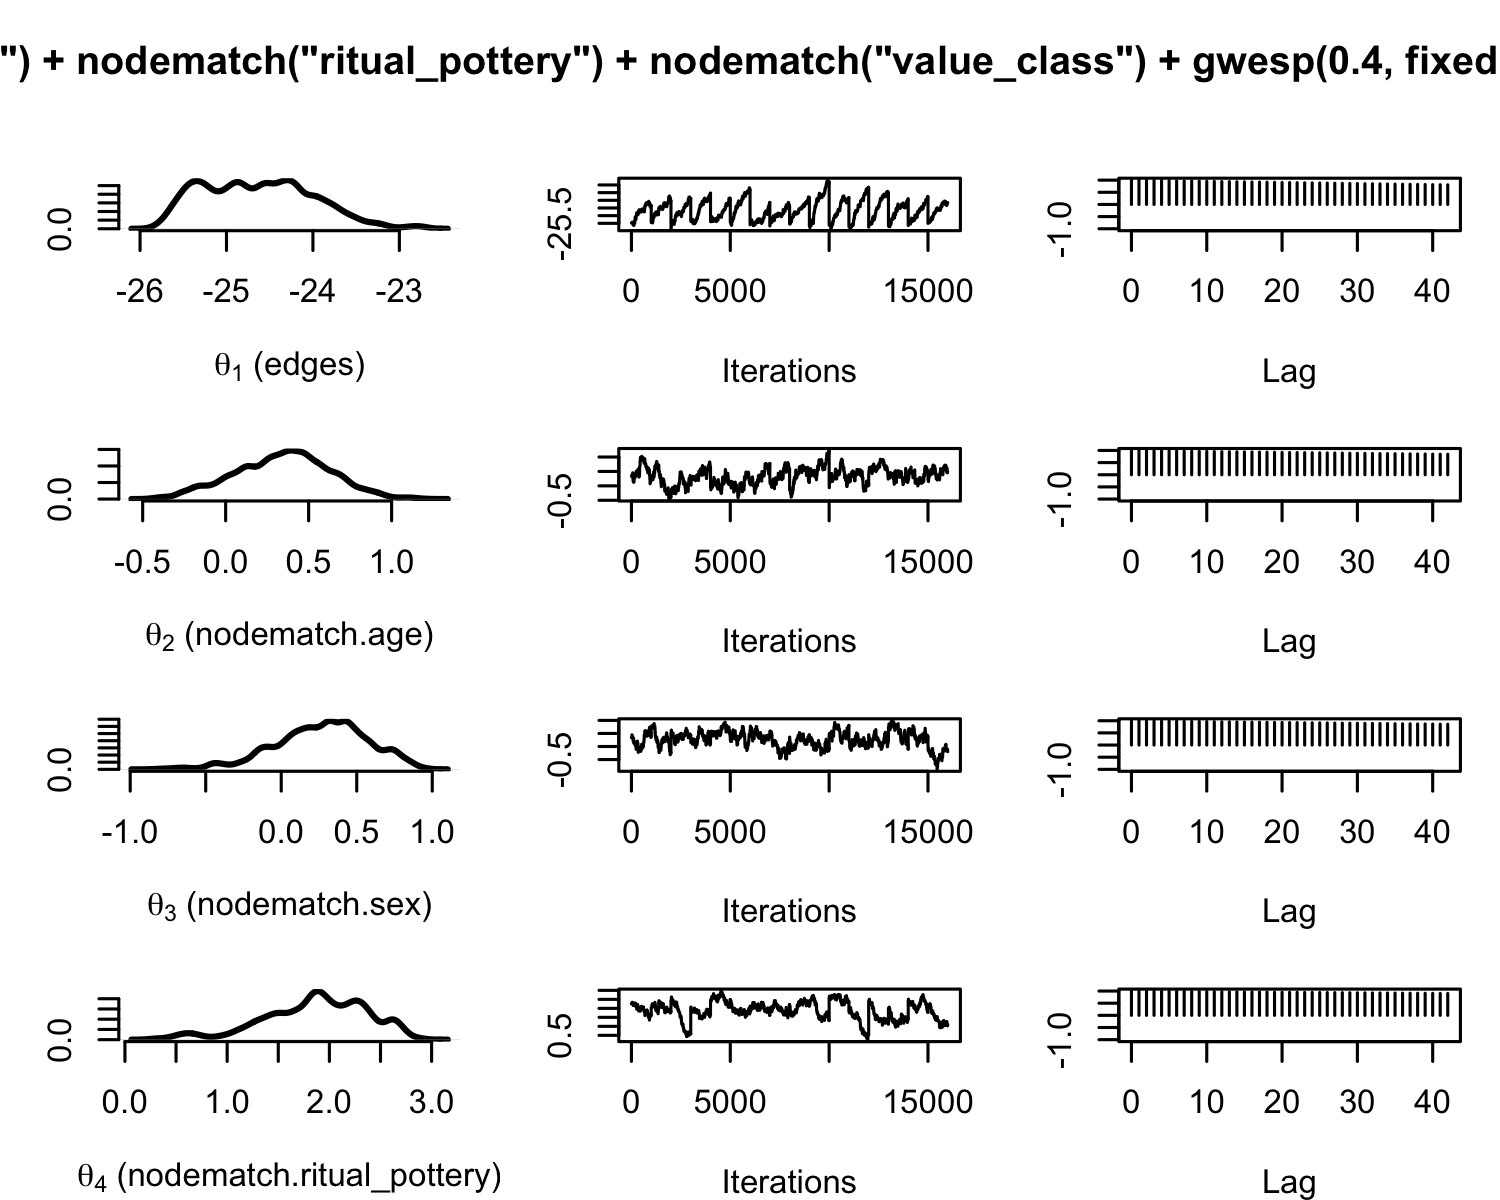 ") + nodematch("ritual_pottery") + nodematch("value_class") + gwesp(0.4, fixed
0.0
-26 -25 -24 -23
θ1 (edges)
-25.5
0 5000 15000
Iterations
-1.0
0 10 20 30 40
Lag
0.0
-0.5 0.0 0.5 1.0
θ2 (nodematch.age)
-0.5
0 5000 15000
Iterations
-1.0
0 10 20 30 40
Lag
0.0
-1.0 0.0 0.5 1.0
θ3 (nodematch.sex)
-0.5
0 5000 15000
Iterations
-1.0
0 10 20 30 40
Lag
0.0
0.0 1.0 2.0 3.0
θ4 (nodematch.ritual_pottery)
0.5
0 5000 15000
Iterations
-1.0
0 10 20 30 40
Lag